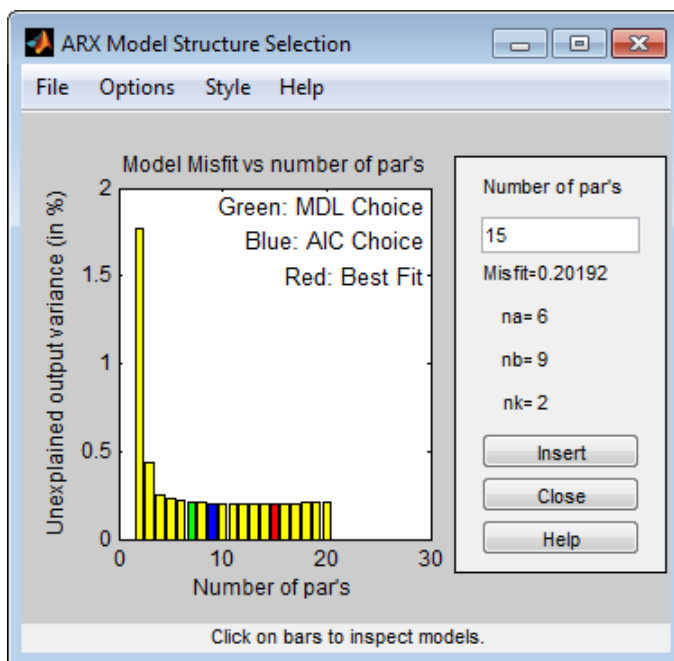 ARX Model Structure Selection
File Options Style Help
Model Misfit vs number of par's
Green: MDL Choice
Blue: AIC Choice
Red: Best Fit
Unexplained output variance (in %)
2
1.5
1
0.5
0
0 10 20 30
Number of par's
Number of par's
15
Misfit=0.20192
na= 6
nb= 9
nk= 2
Insert
Close
Help
Click on bars to inspect models.